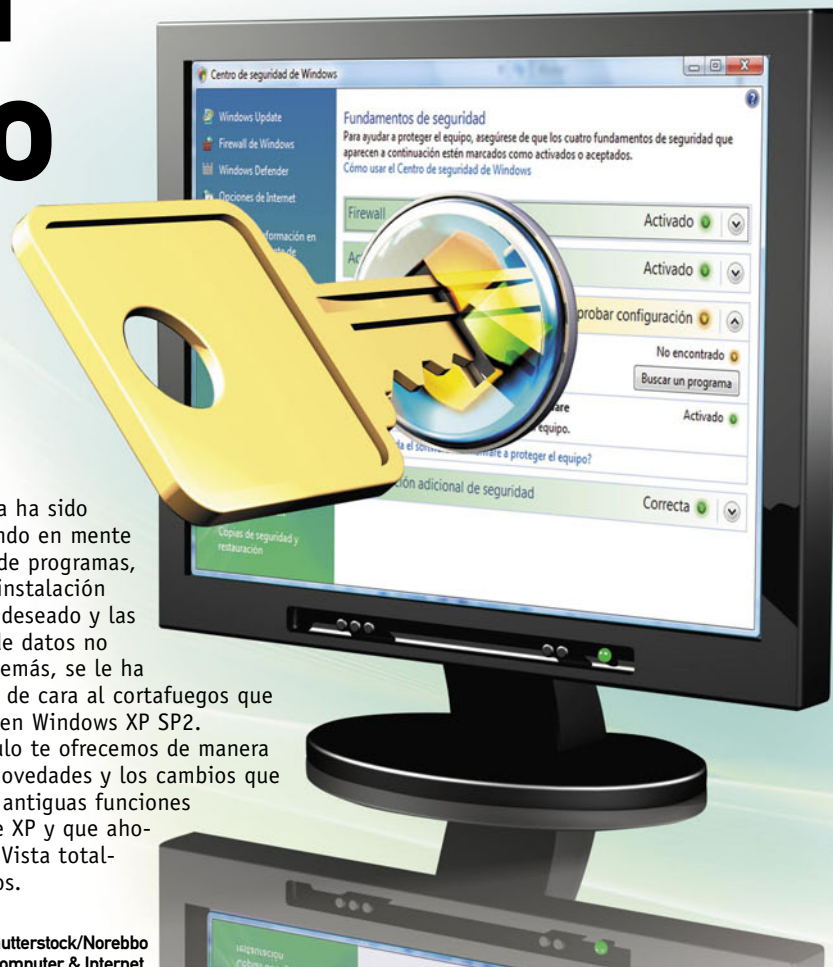 o
Centro de seguridad de Windows
Windows Update
Firewall de Windows
Windows Defender
Opciones de Internet
en
Copias de seguridad y
restauración
Fundamentos de seguridad
Para ayudar a proteger el equipo, asegúrese de que los cuatro fundamentos de seguridad que
aparecen a continuación estén marcados como activados o aceptados.
Cómo usar el Centro de seguridad de Windows
Firewall
Activado
Activado
configuración
No encontrado
Buscar un programa
Activado
equipo.
a proteger el equipo?
adicional de seguridad
Correcta
a ha sido
ndo en mente
de programas,
instalación
deseado y las
de datos no
emás, se le ha
de cara al cortafuegos que
en Windows XP SP2.
ulo te ofrecemos de manera
ovedades y los cambios que
antiguas funciones
e XP y que aho-
Vista total-
os.
utterstock/Norebbo
omputer & Internet